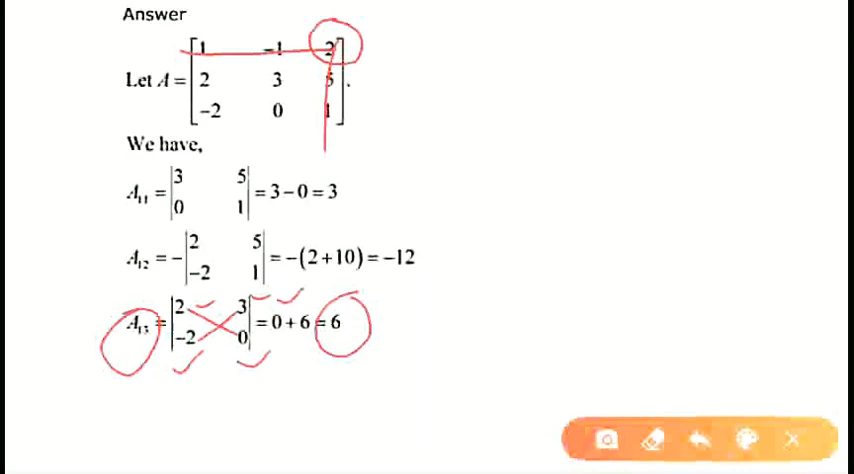 Answer
Let A = [1 -1 2
2 3 5
-2 0 1].
We have,
A₁₁ = |3 5
0 1| = 3 − 0 = 3
A₁₂ = −|2 5
−2 1| = −(2 + 10) = −12
A₁₃ = |2 3
−2 0| = 0 + 6 = 6